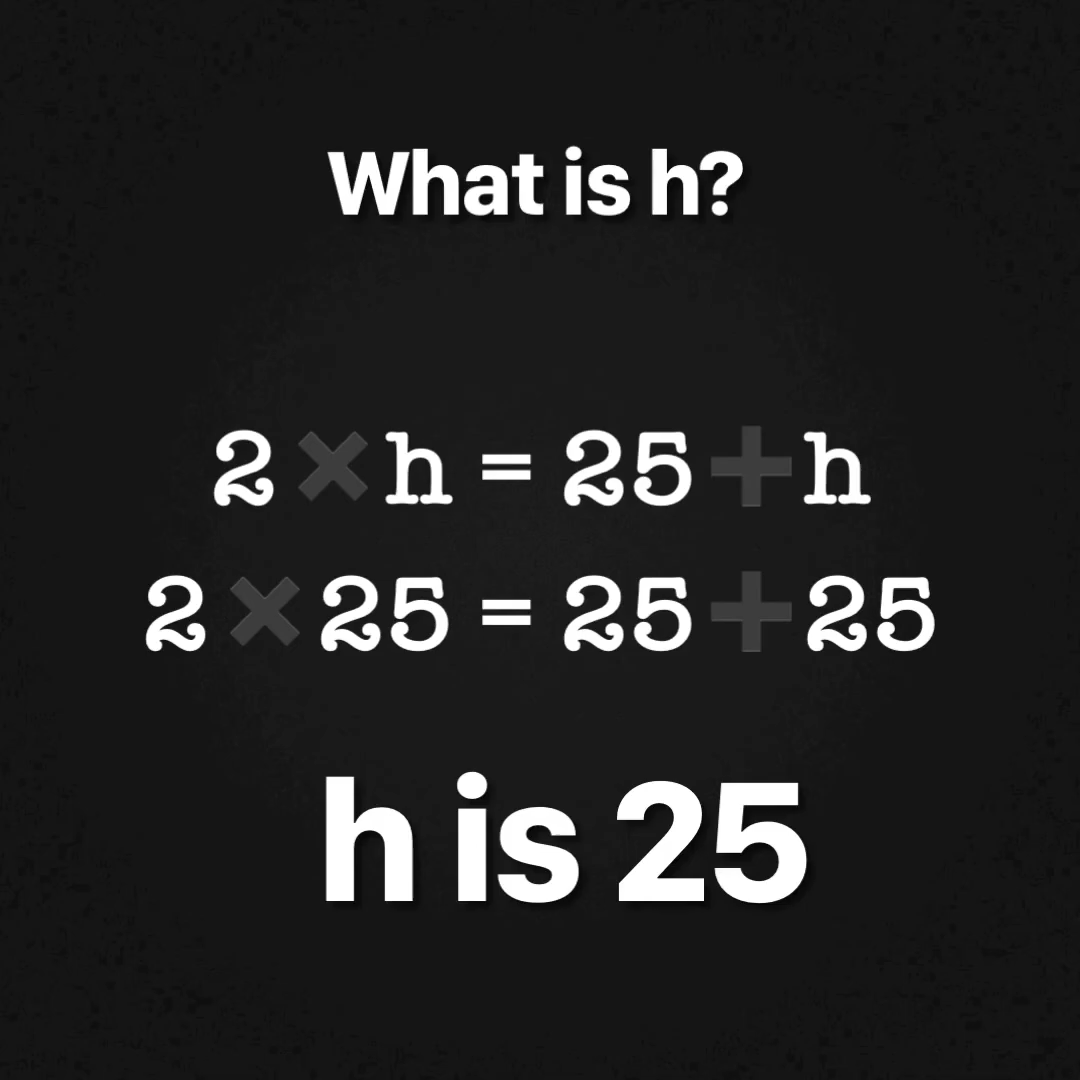 What is h?
2 ✖ h = 25 ➕ h
2 ✖ 25 = 25 ➕ 25
h is 25